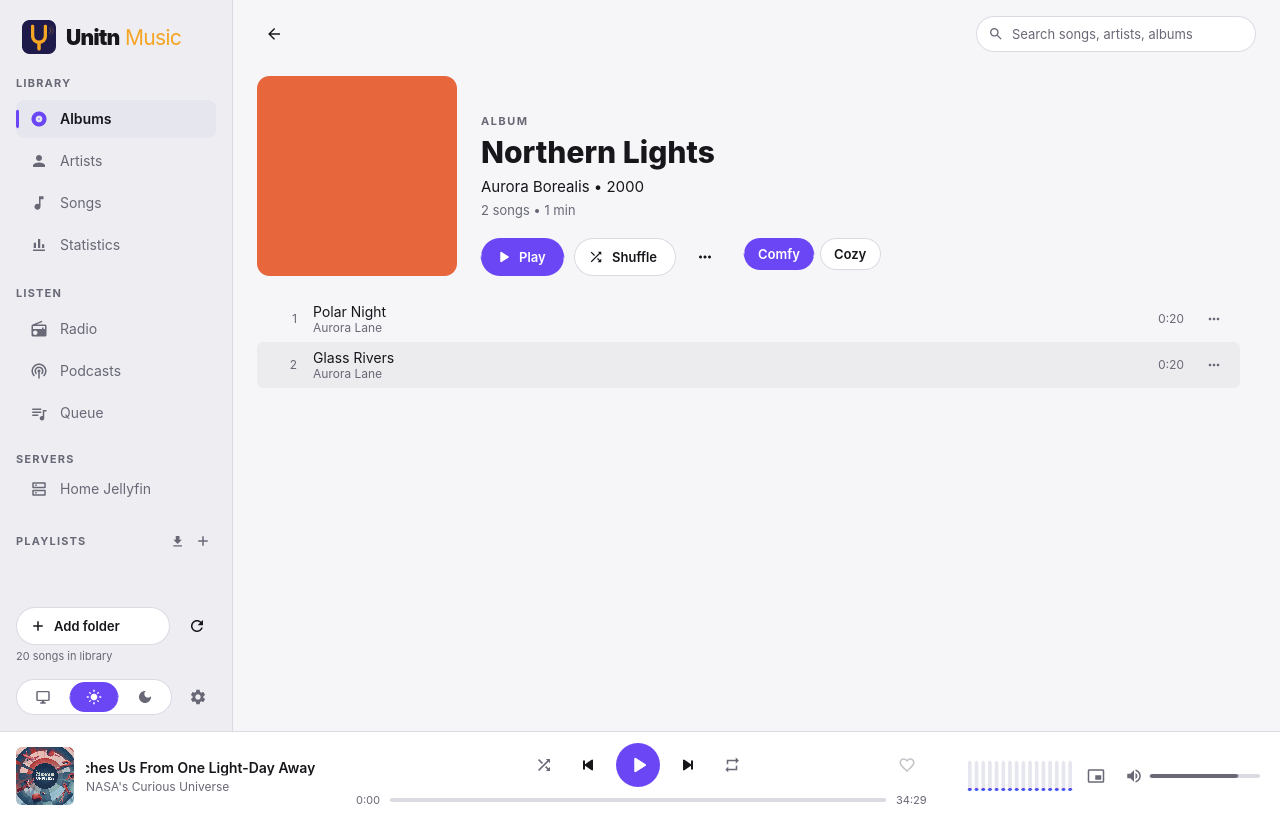 Unitn Music
LIBRARY
Albums
Artists
Songs
Statistics
LISTEN
Radio
Podcasts
Queue
SERVERS
Home Jellyfin
PLAYLISTS
Add folder
20 songs in library
Search songs, artists, albums
ALBUM
Northern Lights
Aurora Borealis • 2000
2 songs • 1 min
Play
Shuffle
Comfy
Cozy
1 Polar Night 0:20
Aurora Lane
2 Glass Rivers 0:20
Aurora Lane
ches Us From One Light-Day Away
NASA's Curious Universe
0:00
34:29